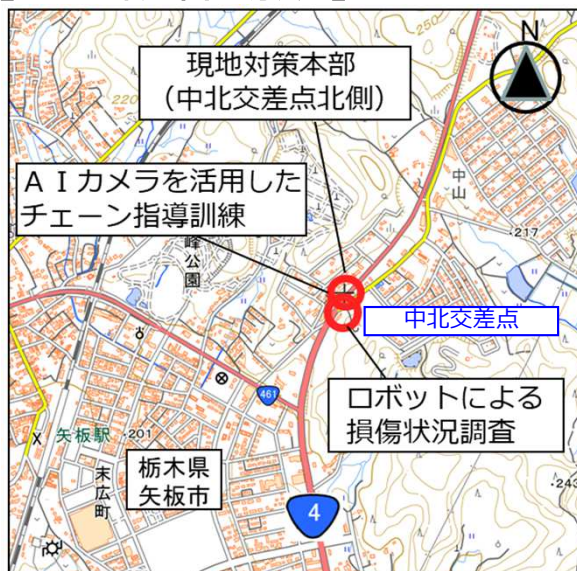 N
現地対策本部
（中北交差点北側）
ＡＩカメラを活用した
チェーン指導訓練
峰公園
中山
・217
中北交差点
ロボットによる
損傷状況調査
461
矢板駅
・201
末広町
栃木県
矢板市
4
250
220
・243